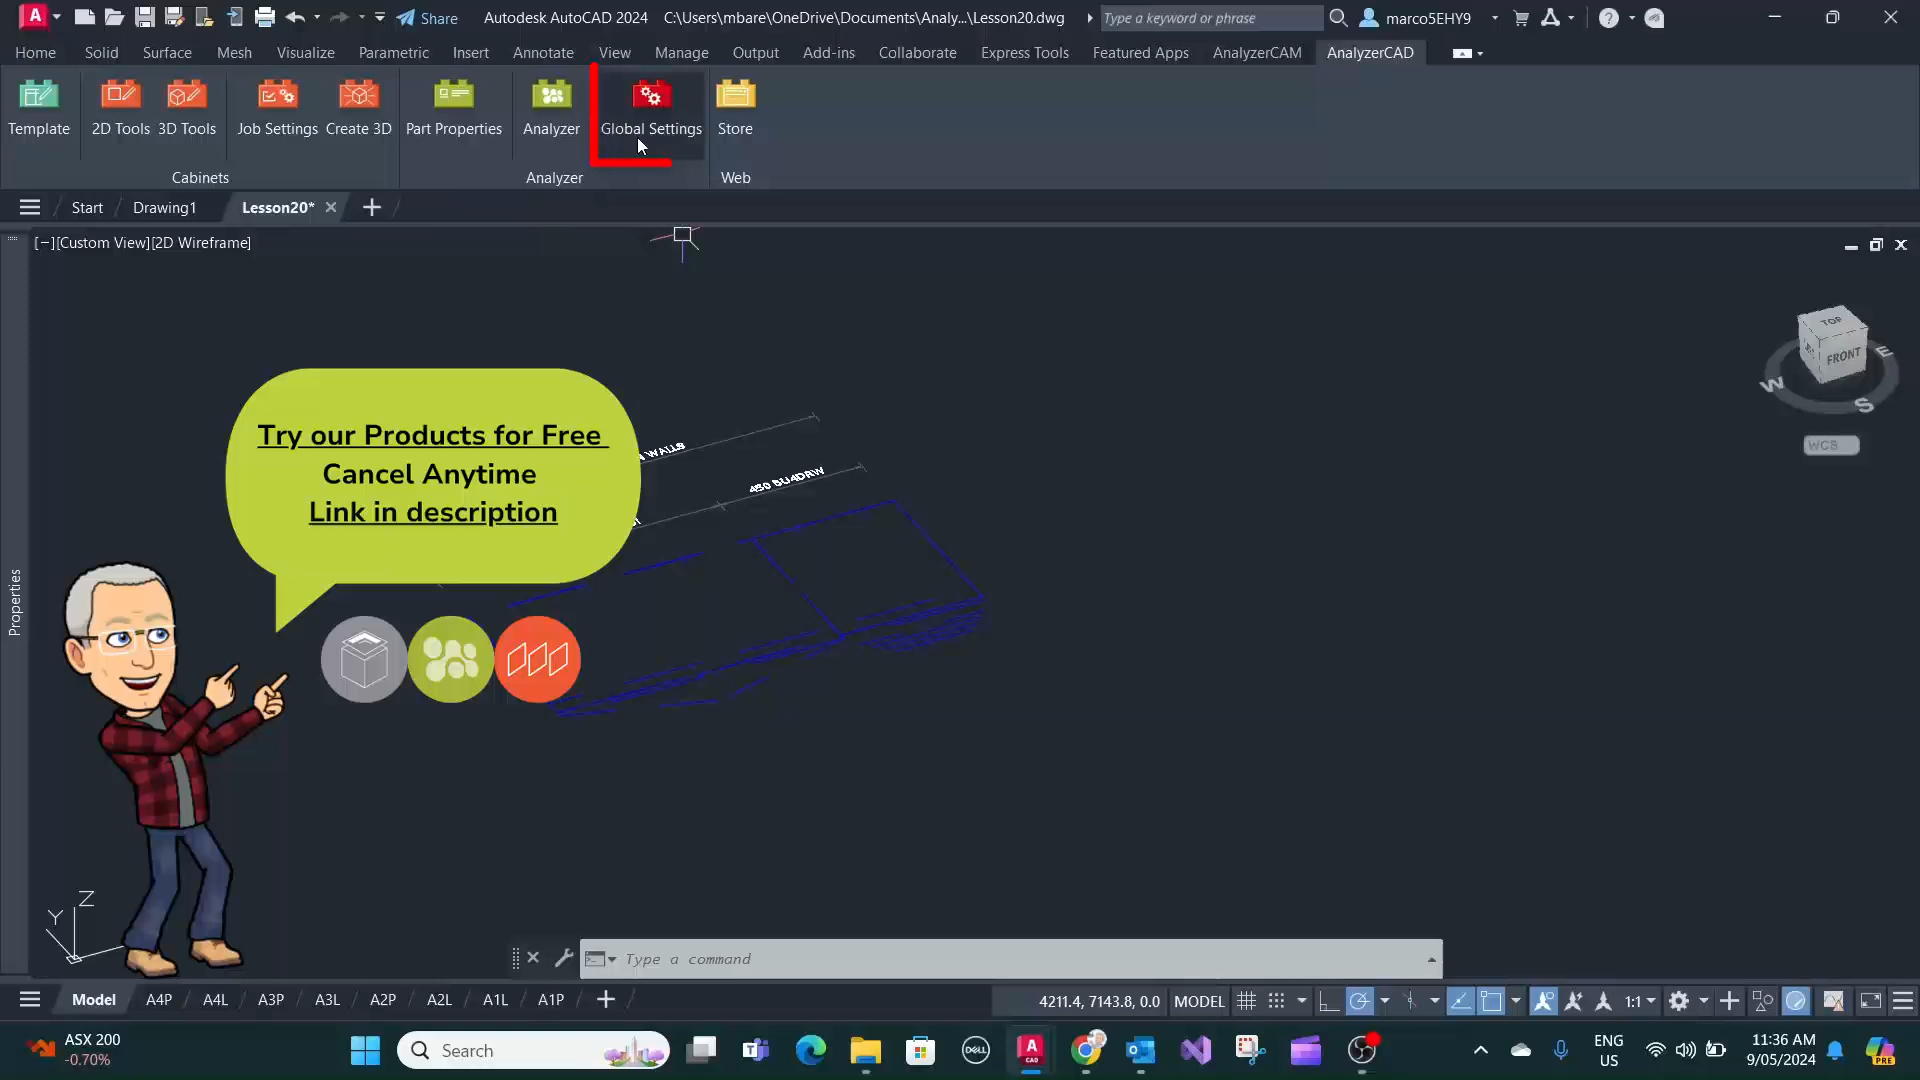 Share
Autodesk AutoCAD 2024
C:\Users\mbare\OneDrive\Documents\Analy...\Lesson20.dwg
Type a keyword or phrase
marco5EHY9
Home Solid Surface Mesh Visualize Parametric Insert Annotate View Manage Output Add-ins Collaborate Express Tools Featured Apps AnalyzerCAM AnalyzerCAD
Template 2D Tools 3D Tools Job Settings Create 3D Part Properties Analyzer Global Settings Store
Cabinets Analyzer Web
Start Drawing1 Lesson20*
[−][Custom View][2D Wireframe]
TOP
FRONT
E
W
S
WCS
Try our Products for Free
Cancel Anytime
Link in description
WALLS
450 BU4DRW
Properties
Z
Y
Type a command
Model A4P A4L A3P A3L A2P A2L A1L A1P
4211.4, 7143.8, 0.0 MODEL
1:1
ASX 200
-0.70%
Search
DELL
A
CAD
ENG
US
11:36 AM
9/05/2024
PRE